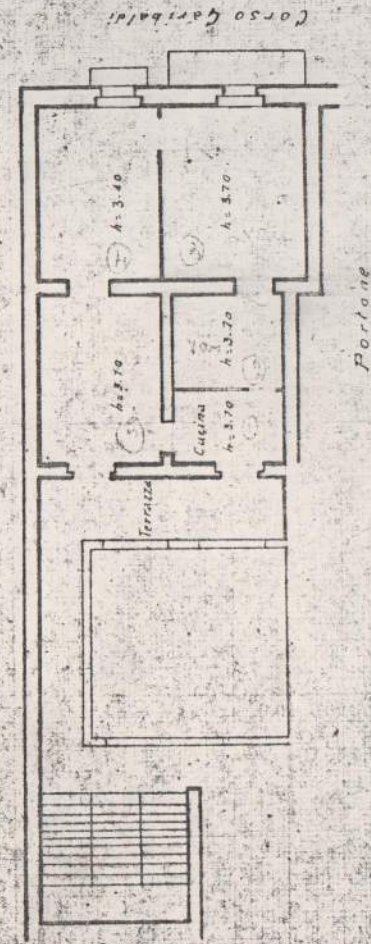 Corso Garibaldi
h=3.40
h=3.70
h=3.70
h=3.70
Cucina
h=3.70
Terrazza
Portone